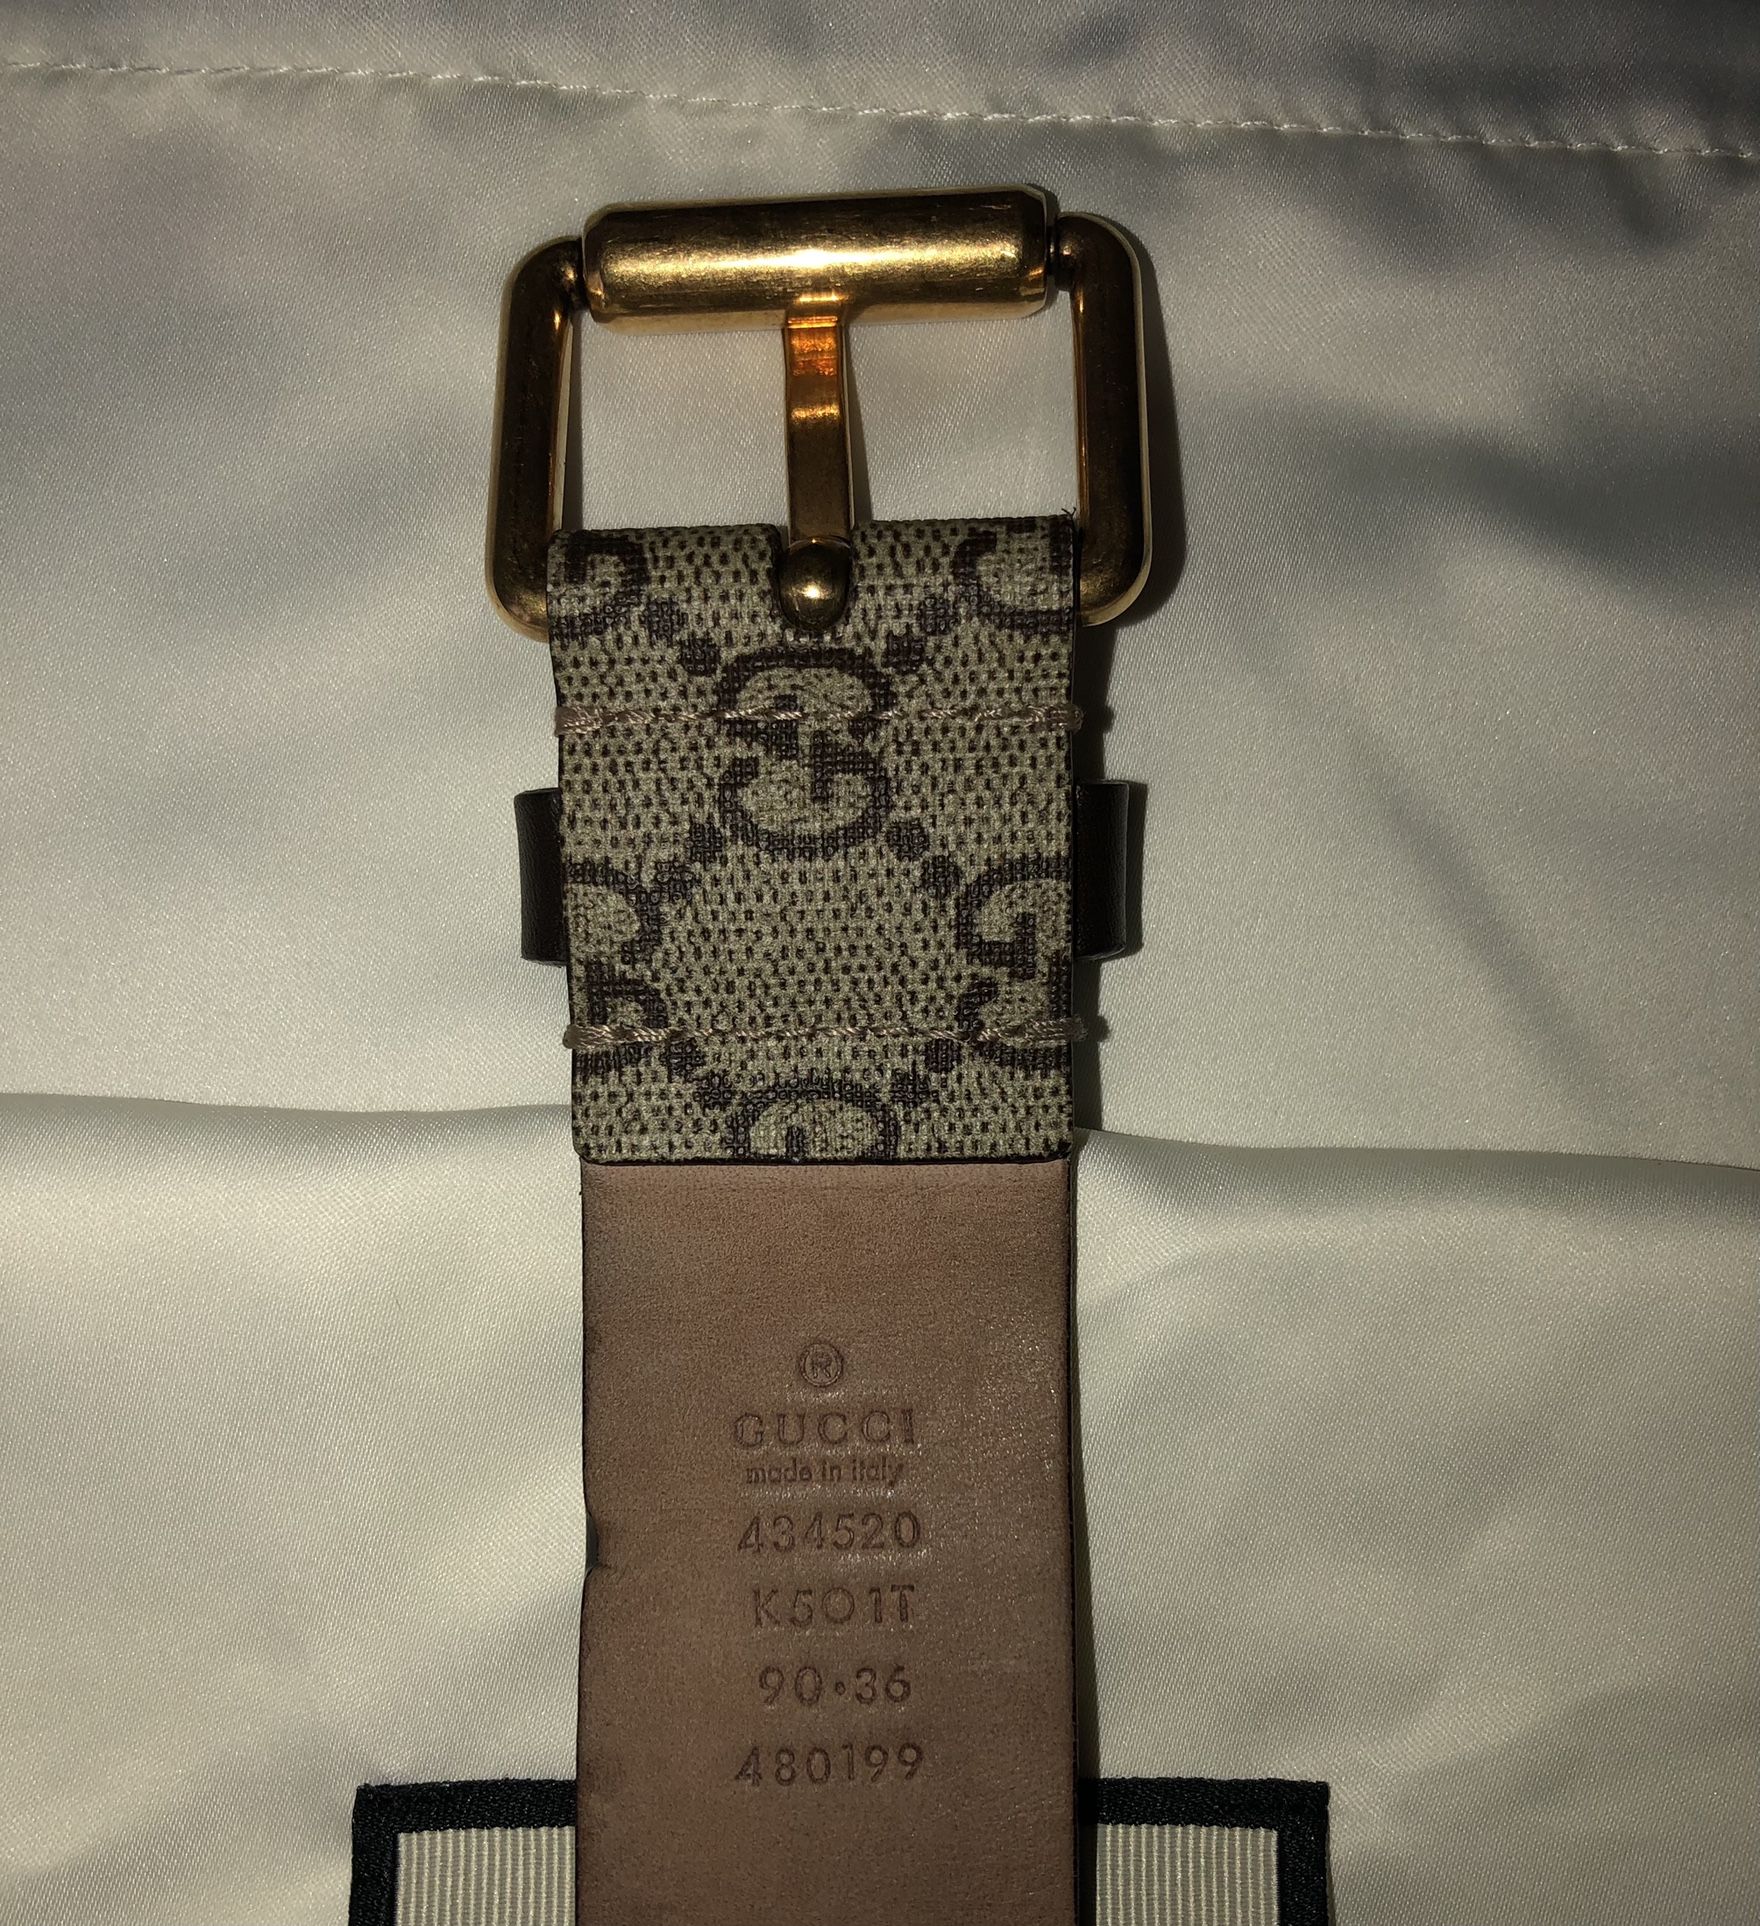 ®
GUCCI
made in italy
434520
K5O1T
90·36
480199